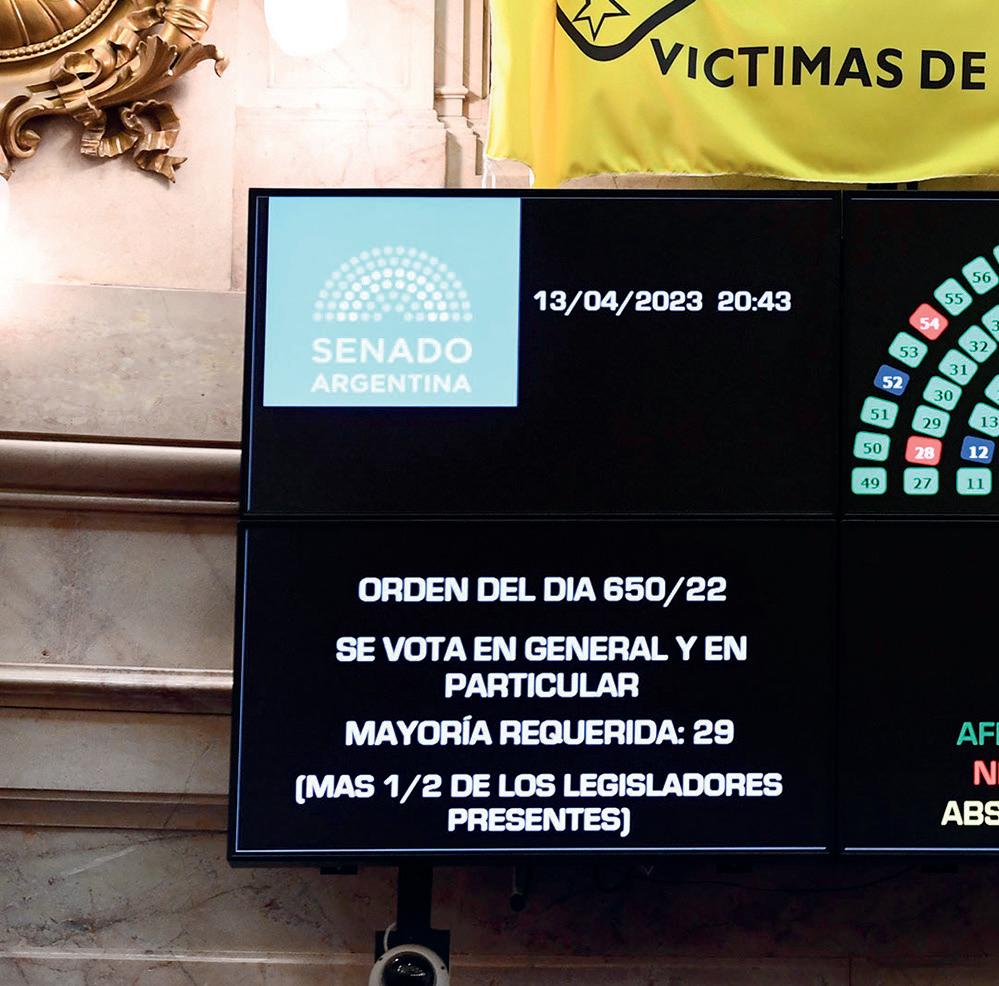 VICTIMAS DE
SENADO
ARGENTINA
13/04/2023 20:43
56
55
54
53
32
52
31
30
51
29
13
50
28
12
49
27
11
ORDEN DEL DIA 650/22
SE VOTA EN GENERAL Y EN
PARTICULAR
MAYORÍA REQUERIDA: 29
(MAS 1/2 DE LOS LEGISLADORES
PRESENTES)
AFI
N
ABS